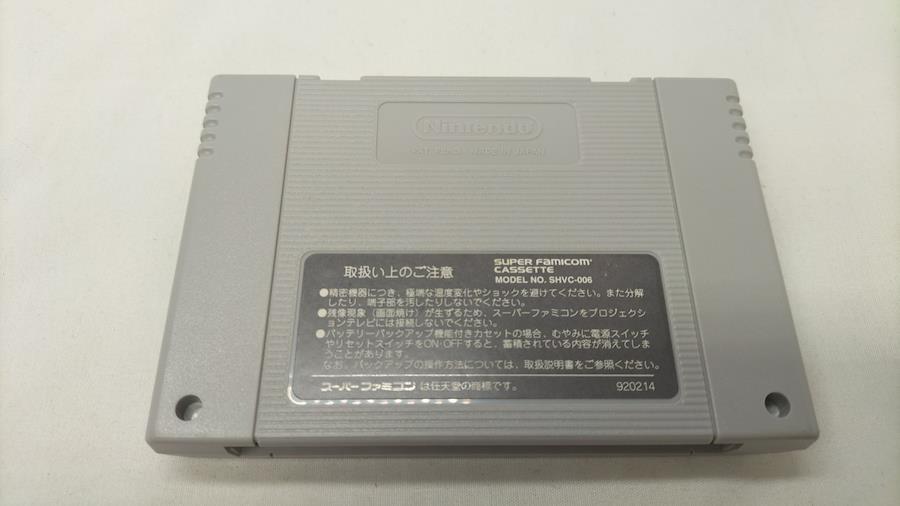 Nintendo
PAT. PEND. MADE IN JAPAN
取扱い上のご注意
SUPER FAMICOM
CASSETTE
MODEL NO. SHVC-006
●精密機器につき、極端な温度変化やショックを避けてください。また分解
したり、端子部を汚したりしないでください。
●残像現象（画面焼け）が生ずるため、スーパーファミコンをプロジェクシ
ョンテレビには接続しないでください。
●バッテリーバックアップ機能付きカセットの場合、むやみに電源スイッチ
やリセットスイッチをON・OFFすると、蓄積されている内容が消えてしま
うことがあります。
なお、バックアップの操作方法については、取扱説明書をご参照ください。
スーパーファミコンは任天堂の商標です。
920214